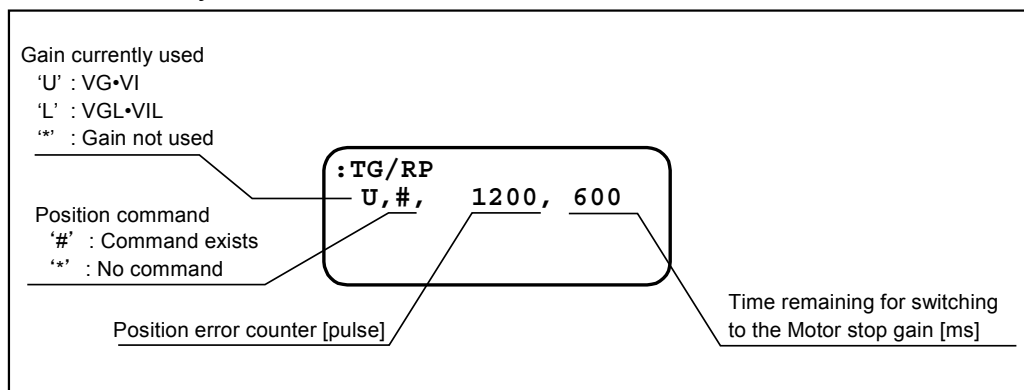 Gain currently used
‘U’ : VG•VI
‘L’ : VGL•VIL
‘*’ : Gain not used
:TG/RP
U,#, 1200, 600
Position command
‘#’ : Command exists
‘*’ : No command
Position error counter [pulse]
Time remaining for switching
to the Motor stop gain [ms]